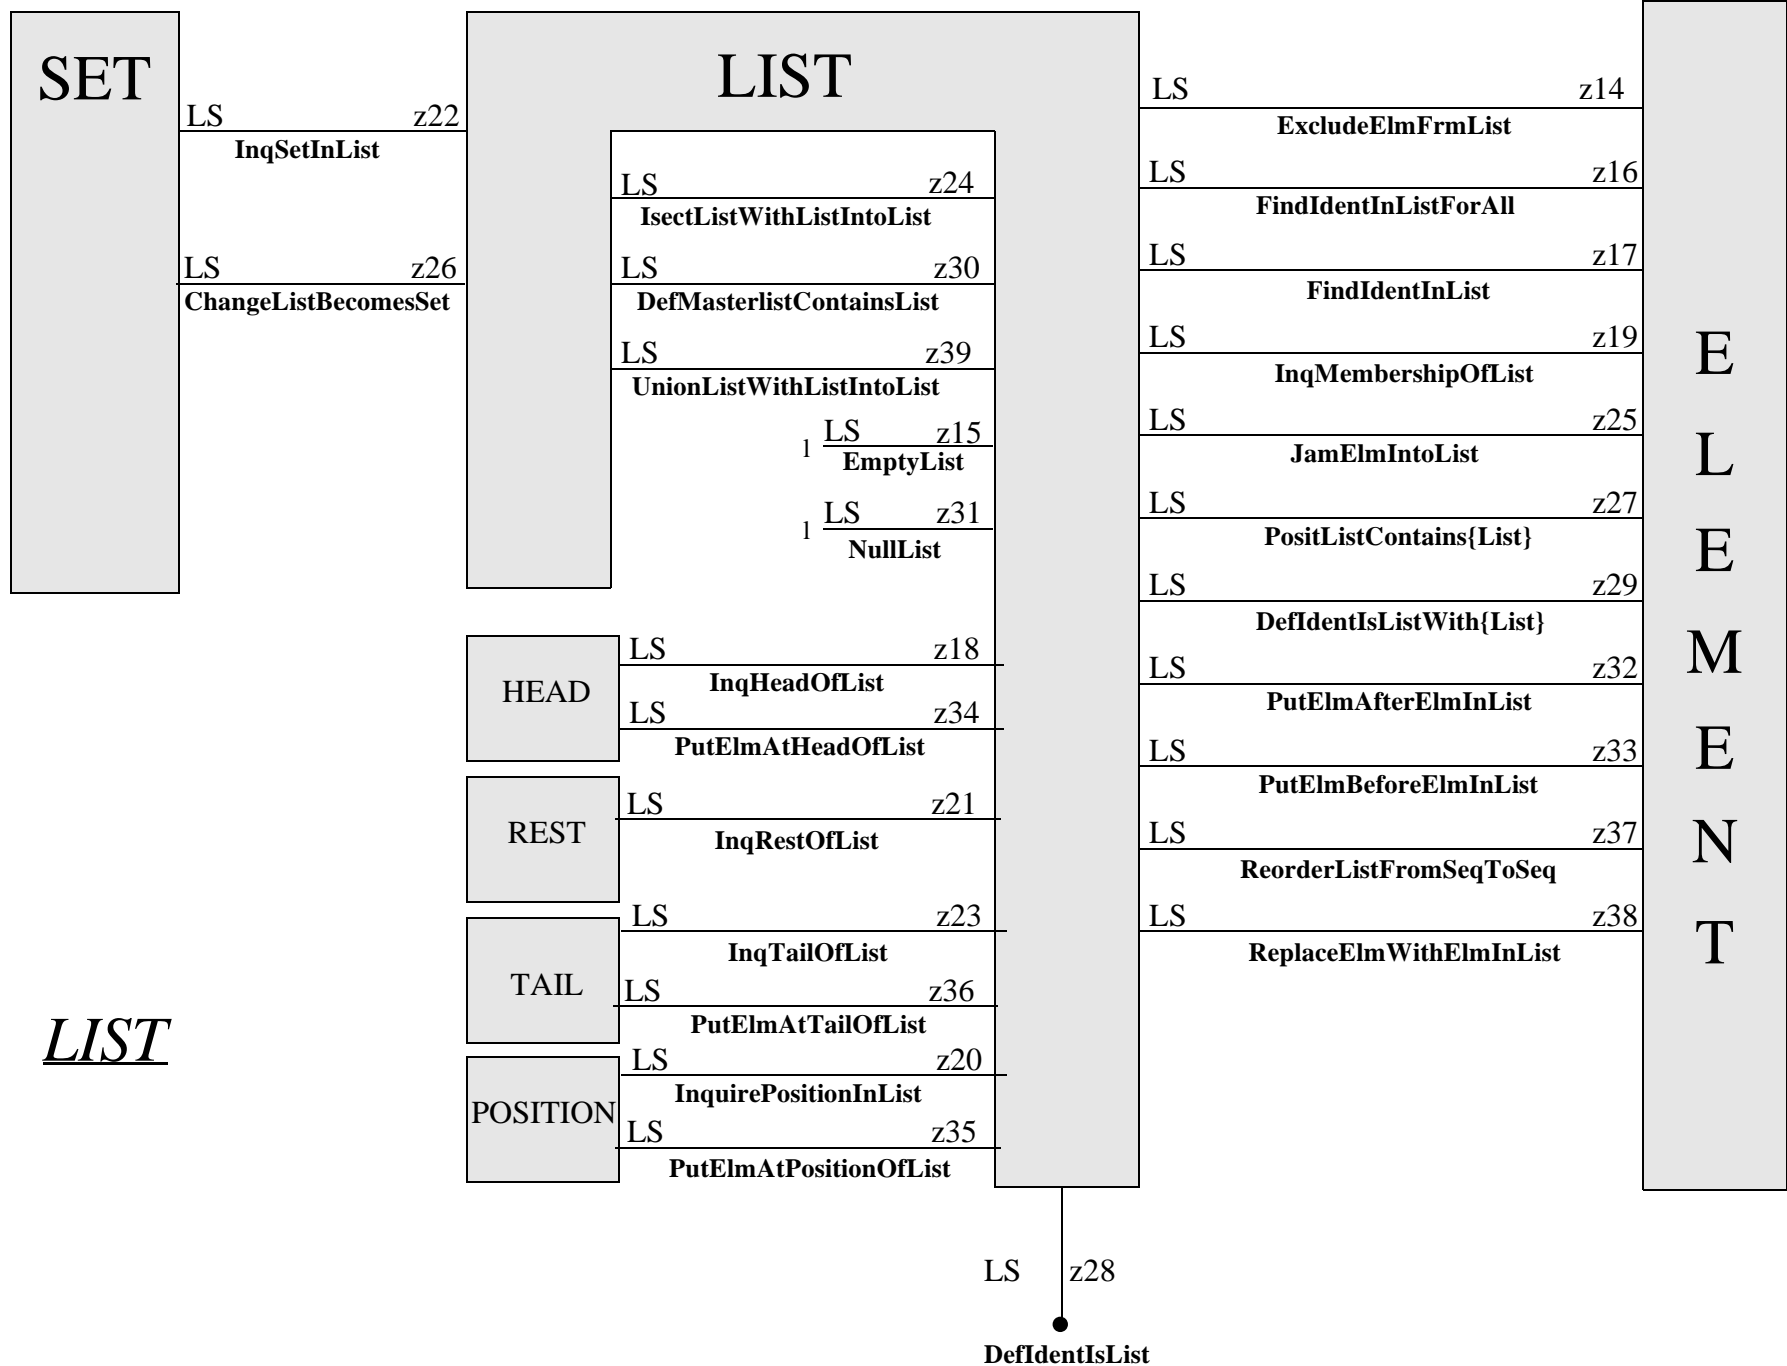 SET
LS z22
InqSetInList
LS z26
ChangeListBecomesSet
LIST
LS z24
IsectListWithListIntoList
LS z30
DefMasterlistContainsList
LS z39
UnionListWithListIntoList
l LS z15
EmptyList
l LS z31
NullList
HEAD
LS z18
InqHeadOfList
LS z34
PutElmAtHeadOfList
REST
LS z21
InqRestOfList
TAIL
LS z23
InqTailOfList
LS z36
PutElmAtTailOfList
POSITION
LS z20
InquirePositionInList
LS z35
PutElmAtPositionOfList
LS z14
ExcludeElmFrmList
LS z16
FindIdentInListForAll
LS z17
FindIdentInList
LS z19
InqMembershipOfList
LS z25
JamElmIntoList
LS z27
PositListContains{List}
LS z29
DefIdentIsListWith{List}
LS z32
PutElmAfterElmInList
LS z33
PutElmBeforeElmInList
LS z37
ReorderListFromSeqToSeq
LS z38
ReplaceElmWithElmInList
ELEMENT
LIST
LS z28
DefIdentIsList